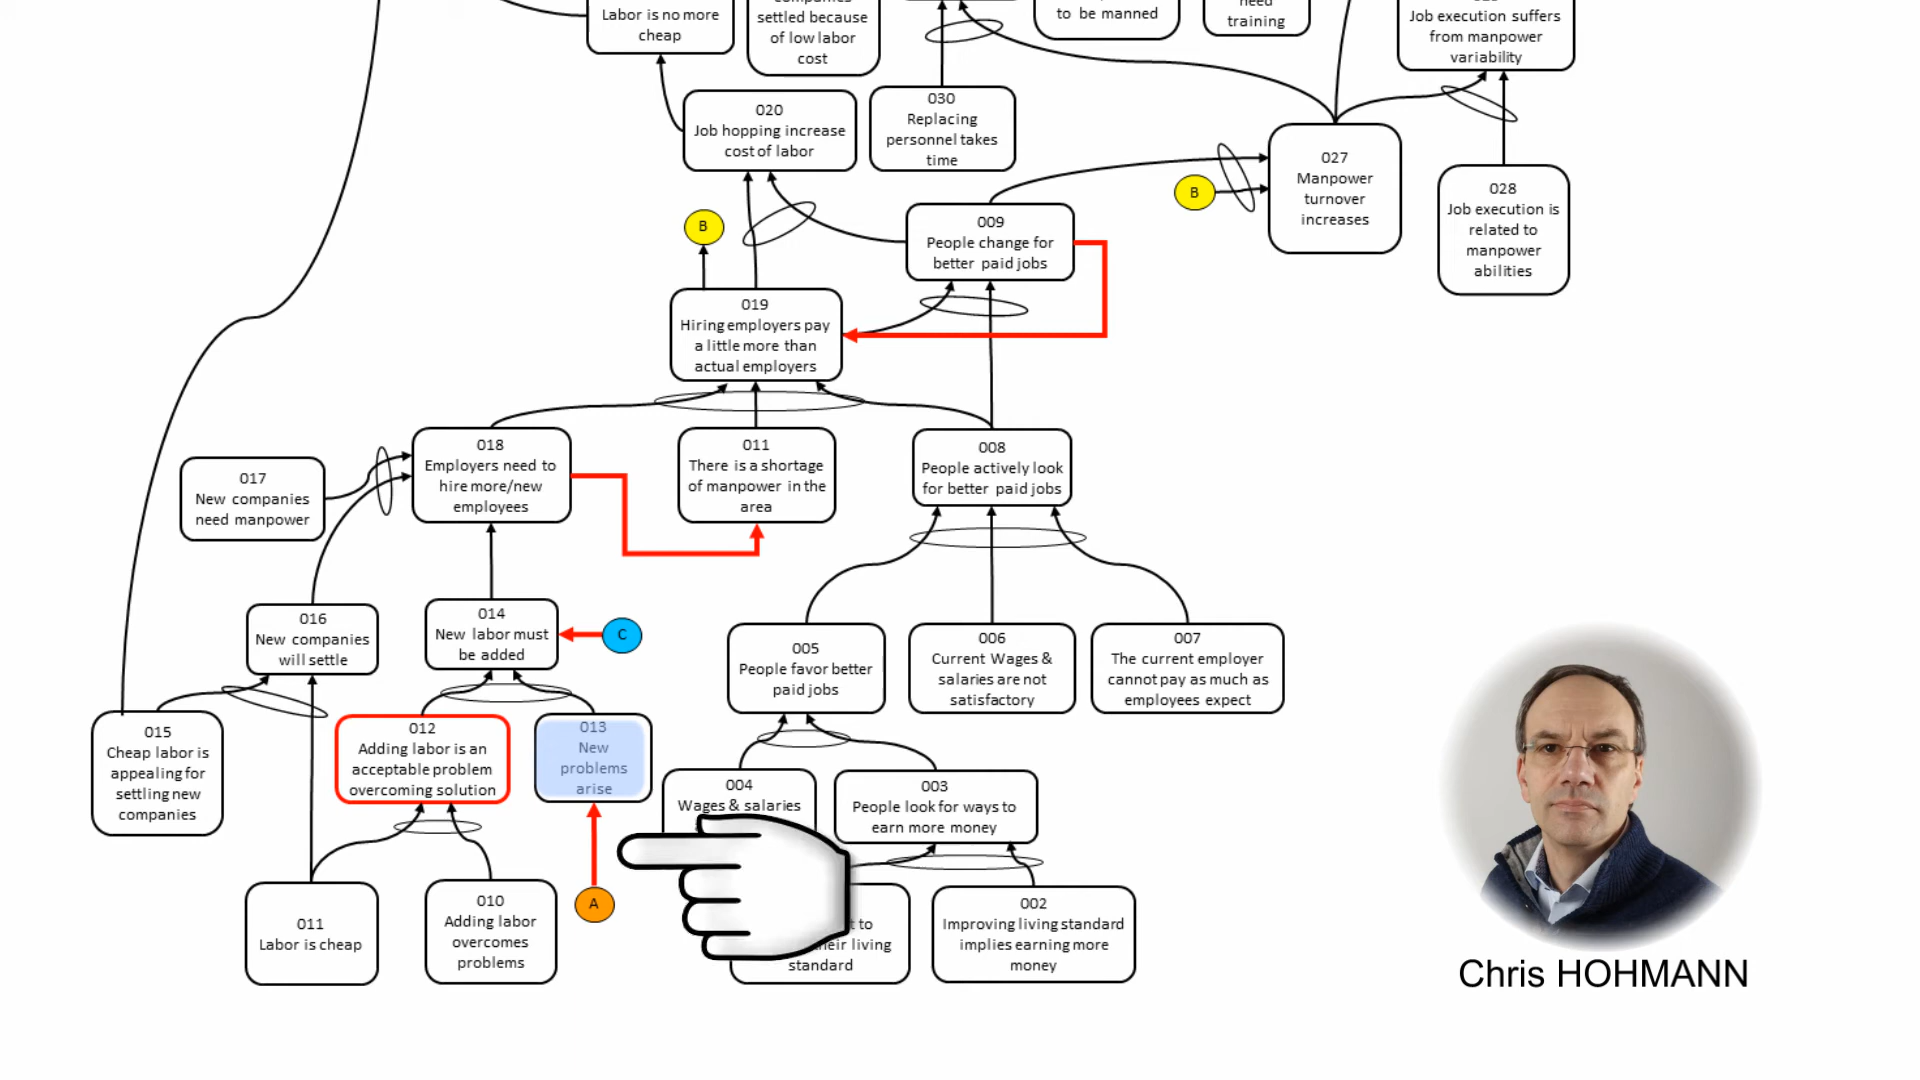 Labor is no more
cheap
settled because
of low labor
cost
to be manned
need
training
Job execution suffers
from manpower
variability
020
Job hopping increase
cost of labor
030
Replacing
personnel takes
time
027
Manpower
turnover
increases
B
028
Job execution is
related to
manpower
abilities
B
009
People change for
better paid jobs
019
Hiring employers pay
a little more than
actual employers
017
New companies
need manpower
018
Employers need to
hire more/new
employees
011
There is a shortage
of manpower in the
area
008
People actively look
for better paid jobs
016
New companies
will settle
014
New labor must
be added
C
005
People favor better
paid jobs
006
Current Wages &
salaries are not
satisfactory
007
The current employer
cannot pay as much as
employees expect
015
Cheap labor is
appealing for
settling new
companies
012
Adding labor is an
acceptable problem
overcoming solution
013
New
problems
arise
004
Wages & salaries
003
People look for ways to
earn more money
011
Labor is cheap
010
Adding labor
overcomes
problems
A
to
their living
standard
002
Improving living standard
implies earning more
money
Chris HOHMANN